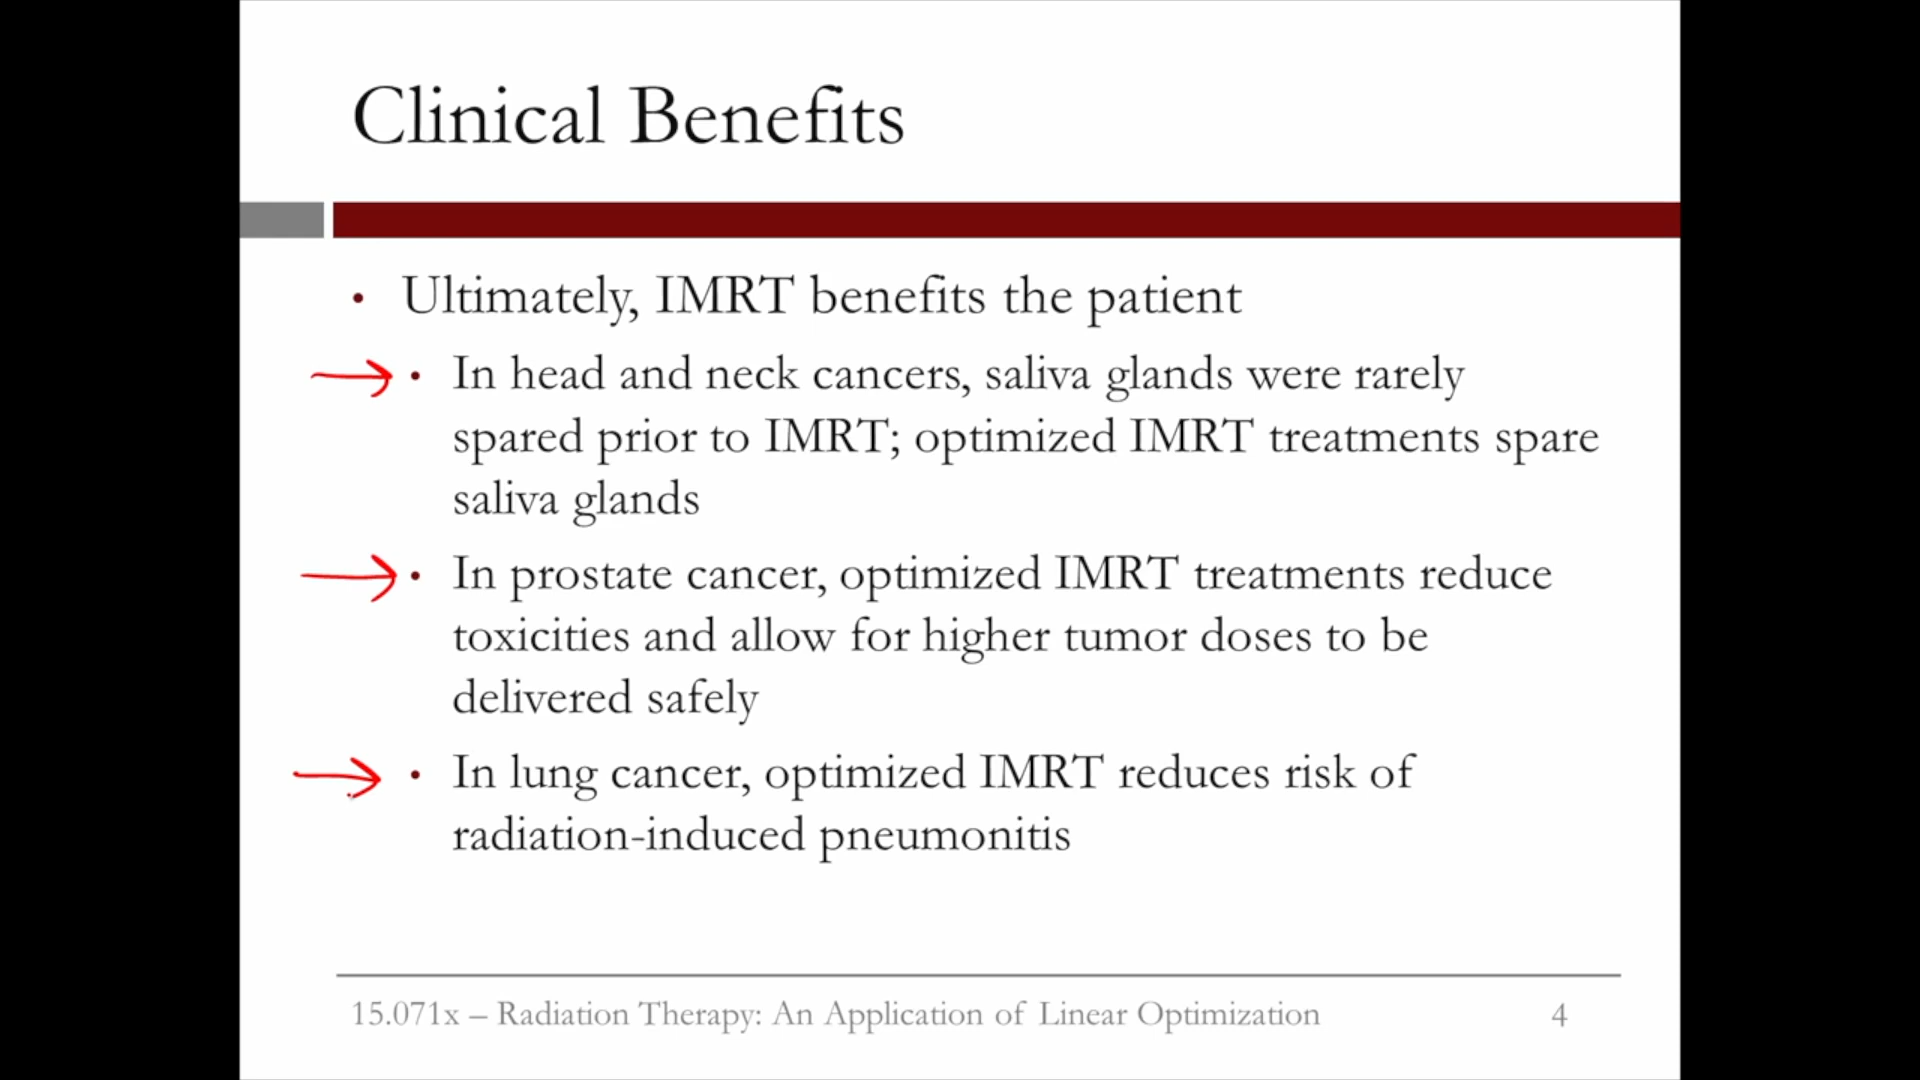 Clinical Benefits
• Ultimately, IMRT benefits the patient
• In head and neck cancers, saliva glands were rarely
spared prior to IMRT; optimized IMRT treatments spare
saliva glands
• In prostate cancer, optimized IMRT treatments reduce
toxicities and allow for higher tumor doses to be
delivered safely
• In lung cancer, optimized IMRT reduces risk of
radiation-induced pneumonitis
15.071x – Radiation Therapy: An Application of Linear Optimization 4